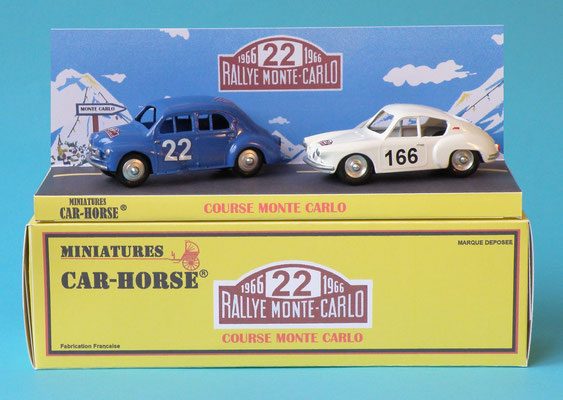 1966 22 1966
RALLYE MONTE-CARLO
MONTE CARLO
22
166
MINIATURES
CAR-HORSE®
COURSE MONTE CARLO
MINIATURES
CAR-HORSE®
MARQUE DEPOSEE
1966 22 1966
RALLYE MONTE-CARLO
COURSE MONTE CARLO
Fabrication Française